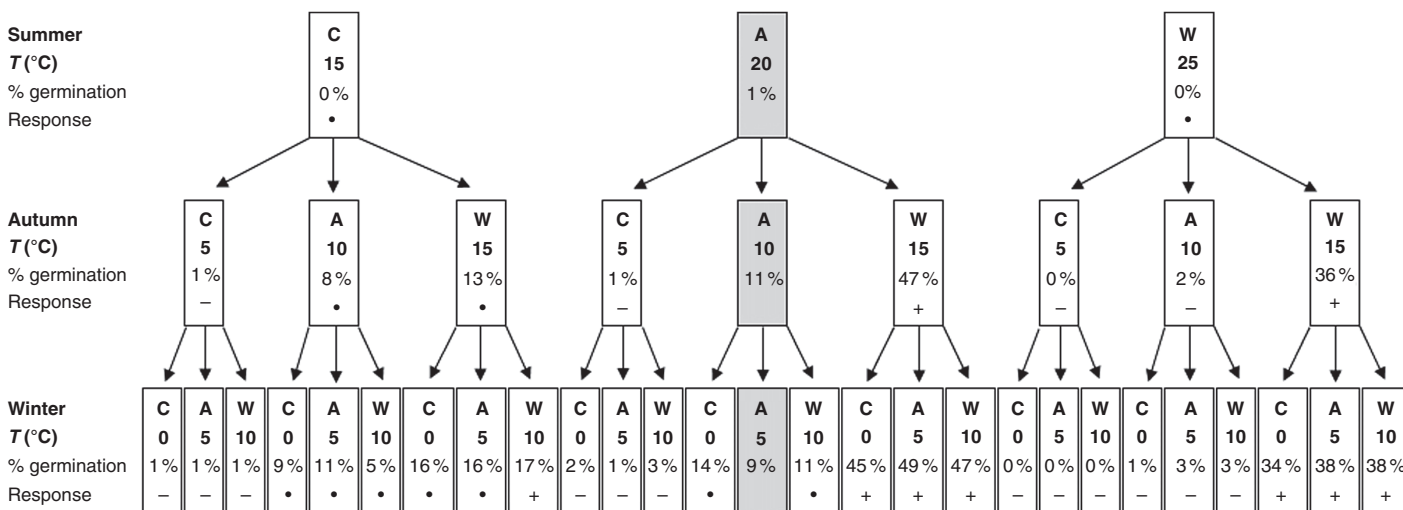 Summer C A W
T (°C) 15 20 25
% germination 0 % 1 % 0%
Response • •
Autumn C A W C A W C A W
T (°C) 5 10 15 5 10 15 5 10 15
% germination 1 % 8 % 13 % 1 % 11 % 47 % 0 % 2 % 36 %
Response – • • – + – – +
Winter C A W C A W C A W C A W C A W C A W C A W C A W C A W
T (°C) 0 5 10 0 5 10 0 5 10 0 5 10 0 5 10 0 5 10 0 5 10 0 5 10 0 5 10
% germination 1 % 1 % 1 % 9 % 11 % 5 % 16 % 16 % 17 % 2 % 1 % 3 % 14 % 9 % 11 % 45 % 49 % 47 % 0 % 0 % 0 % 1 % 3 % 3 % 34 % 38 % 38 %
Response – – – • • • • • + – – – • • + + + – – – – – – + + +